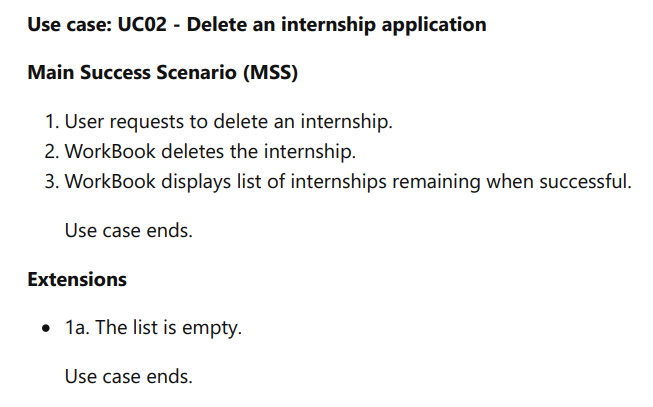 Use case: UC02 - Delete an internship application
Main Success Scenario (MSS)
1. User requests to delete an internship.
2. WorkBook deletes the internship.
3. WorkBook displays list of internships remaining when successful.
Use case ends.
Extensions
• 1a. The list is empty.
Use case ends.